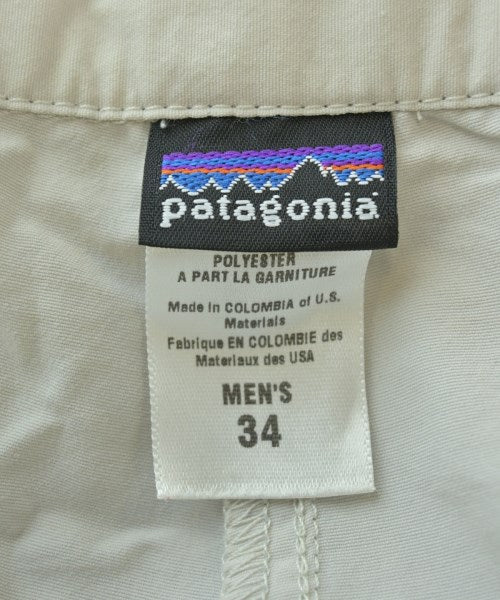 patagonia
POLYESTER
A PART LA GARNITURE
Made in COLOMBIA of U.S.
Materials
Fabrique EN COLOMBIE des
Materiaux des USA
MEN'S
34